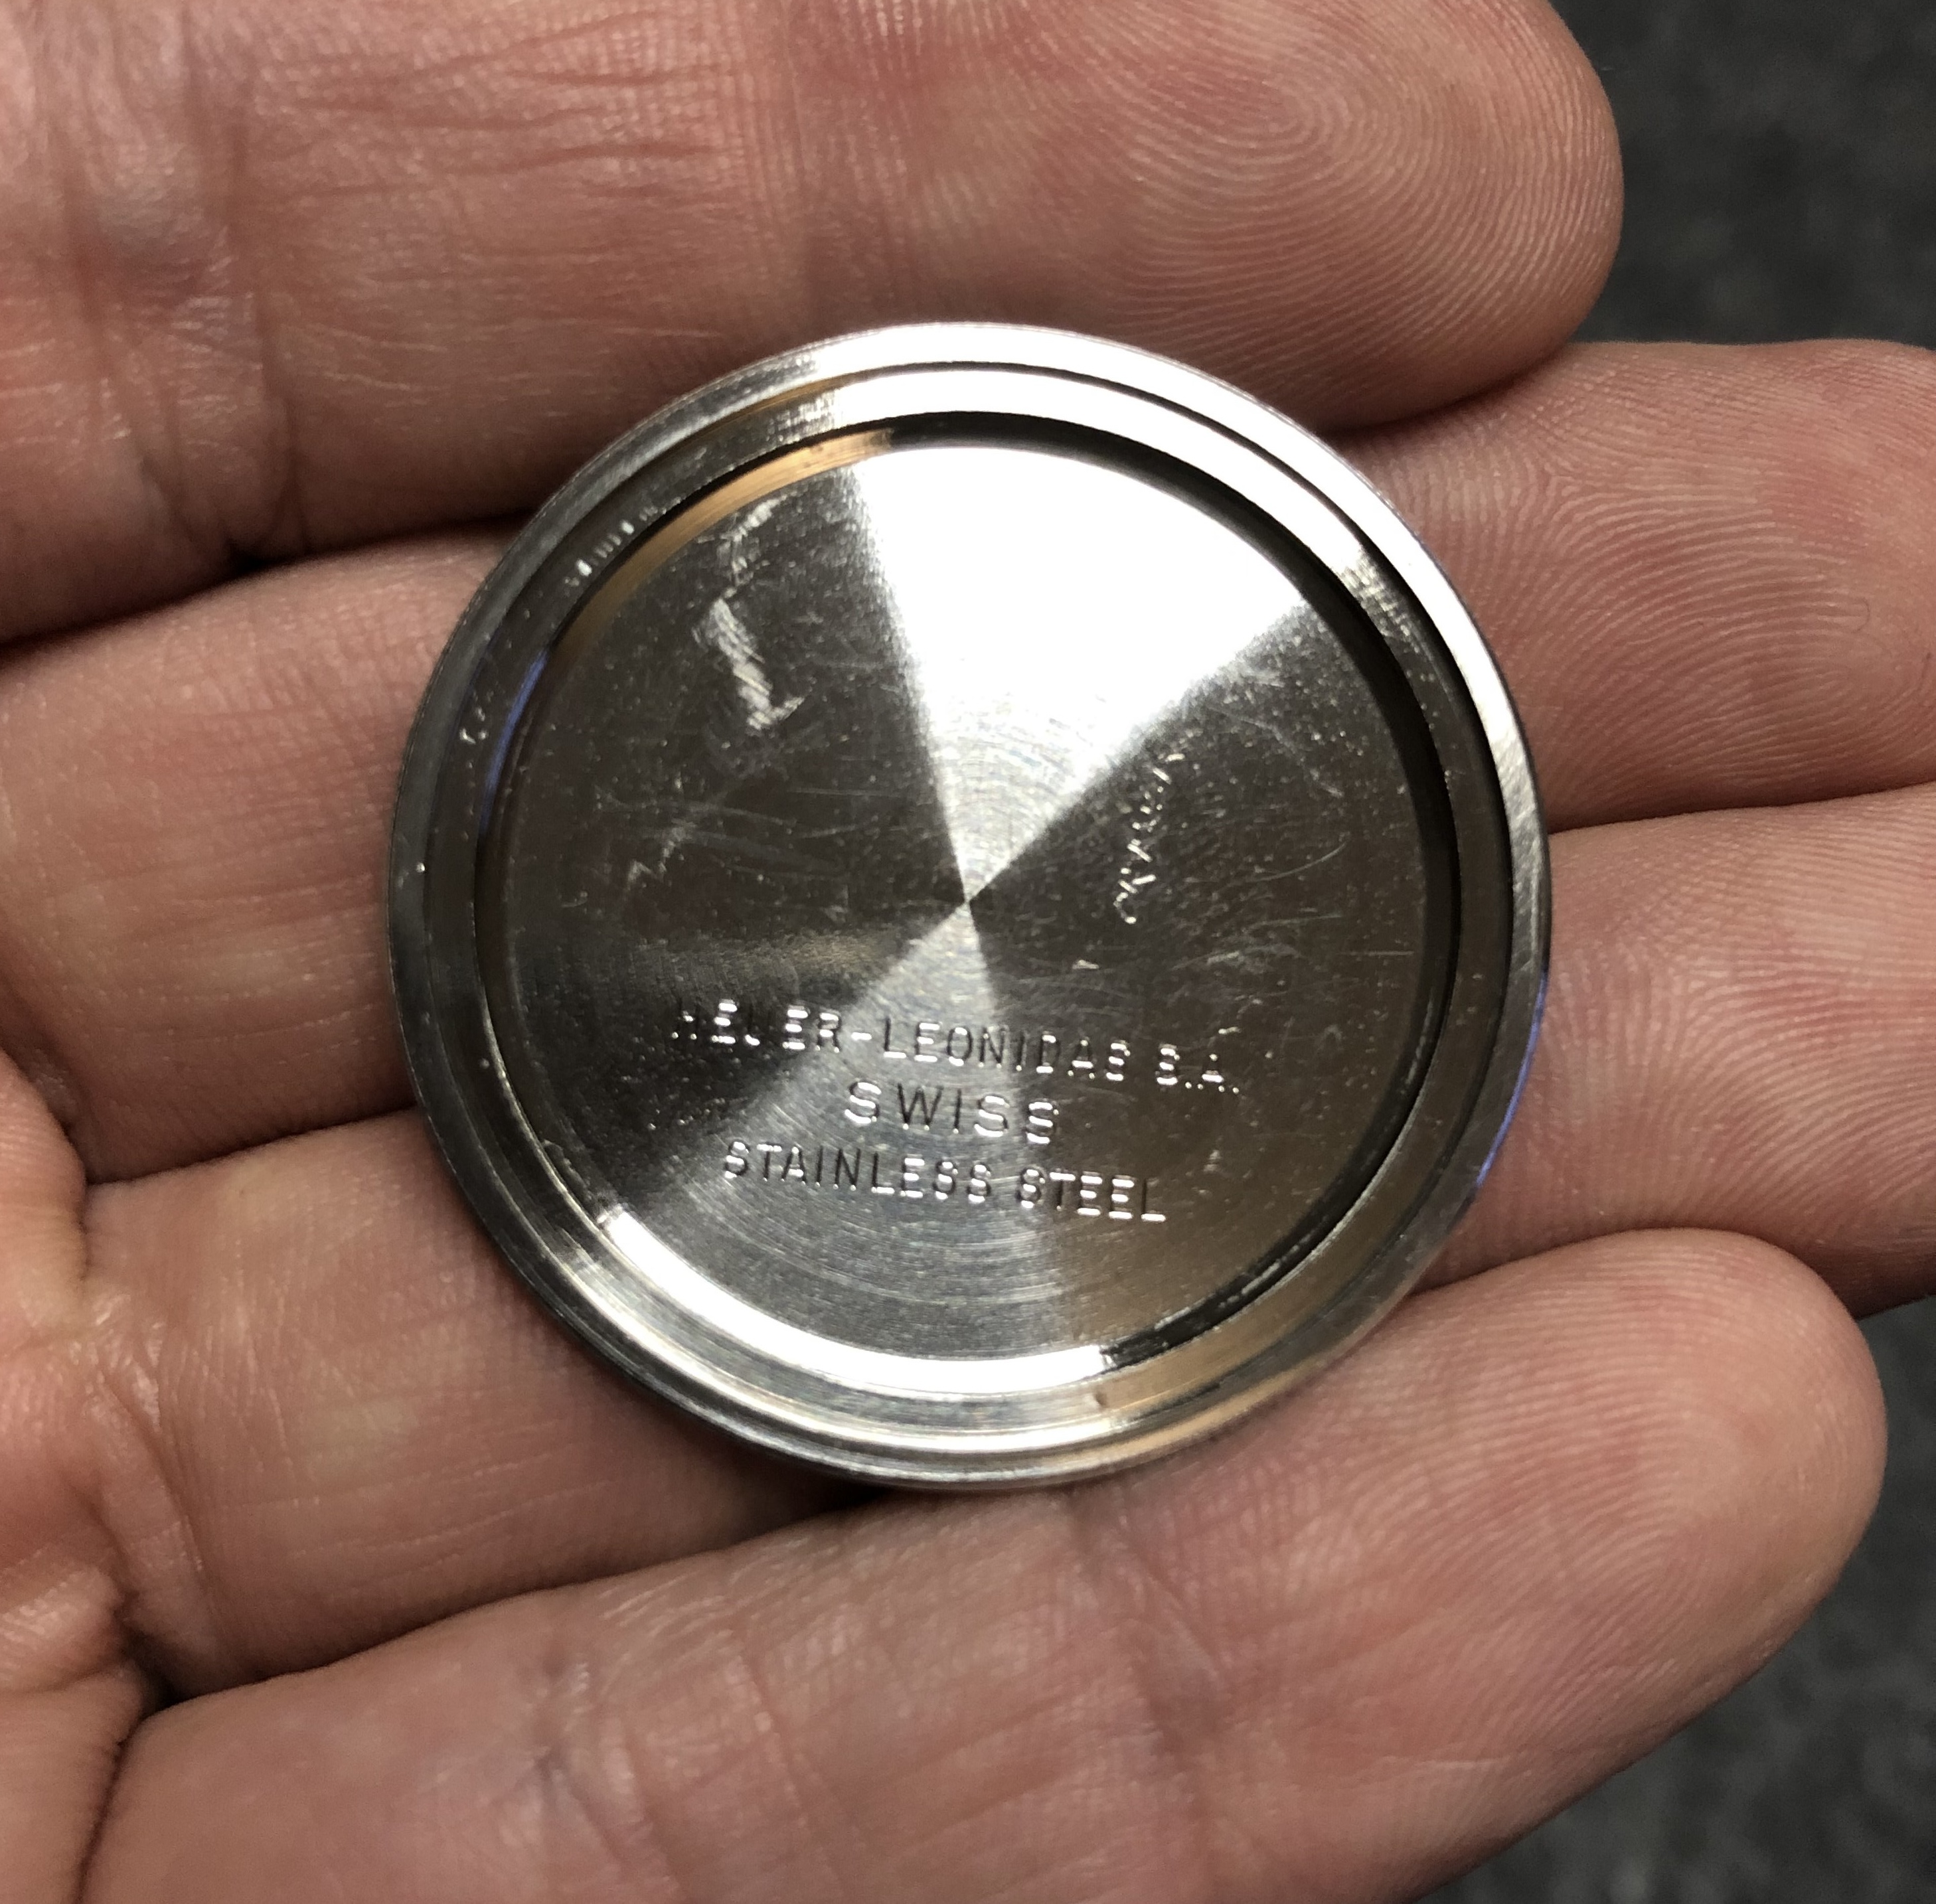 HEUER-LEONIDAS S.A.
SWISS
STAINLESS STEEL